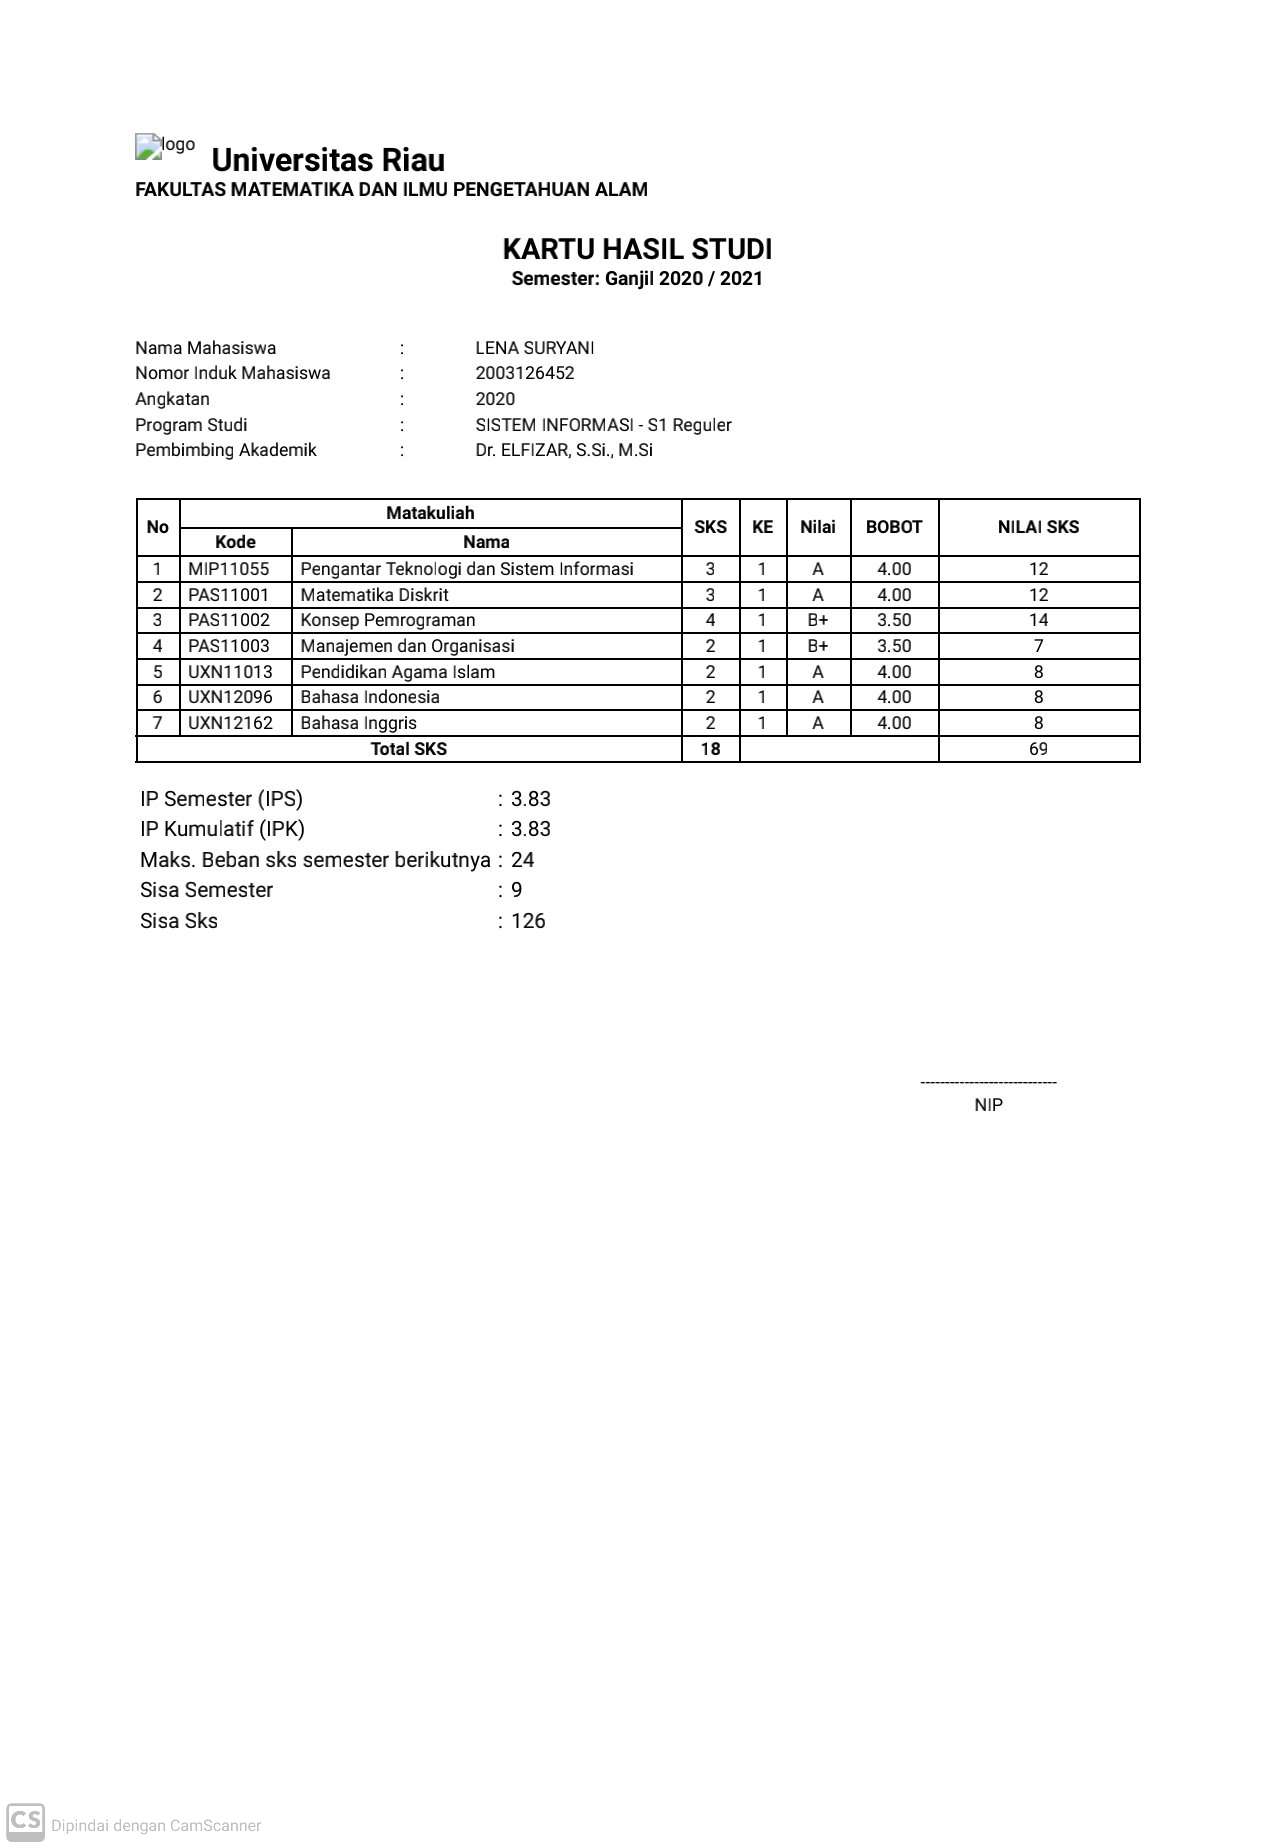 logo
Universitas Riau
FAKULTAS MATEMATIKA DAN ILMU PENGETAHUAN ALAM
KARTU HASIL STUDI
Semester: Ganjil 2020 / 2021
Nama Mahasiswa : LENA SURYANI
Nomor Induk Mahasiswa : 2003126452
Angkatan : 2020
Program Studi : SISTEM INFORMASI - S1 Reguler
Pembimbing Akademik : Dr. ELFIZAR, S.Si., M.Si
No Matakuliah SKS KE Nilai BOBOT NILAI SKS
Kode Nama
1 MIP11055 Pengantar Teknologi dan Sistem Informasi 3 1 A 4.00 12
2 PAS11001 Matematika Diskrit 3 1 A 4.00 12
3 PAS11002 Konsep Pemrograman 4 1 B+ 3.50 14
4 PAS11003 Manajemen dan Organisasi 2 1 B+ 3.50 7
5 UXN11013 Pendidikan Agama Islam 2 1 A 4.00 8
6 UXN12096 Bahasa Indonesia 2 1 A 4.00 8
7 UXN12162 Bahasa Inggris 2 1 A 4.00 8
Total SKS 18 69
IP Semester (IPS) : 3.83
IP Kumulatif (IPK) : 3.83
Maks. Beban sks semester berikutnya : 24
Sisa Semester : 9
Sisa Sks : 126
----------------------------
NIP
CS Dipindai dengan CamScanner